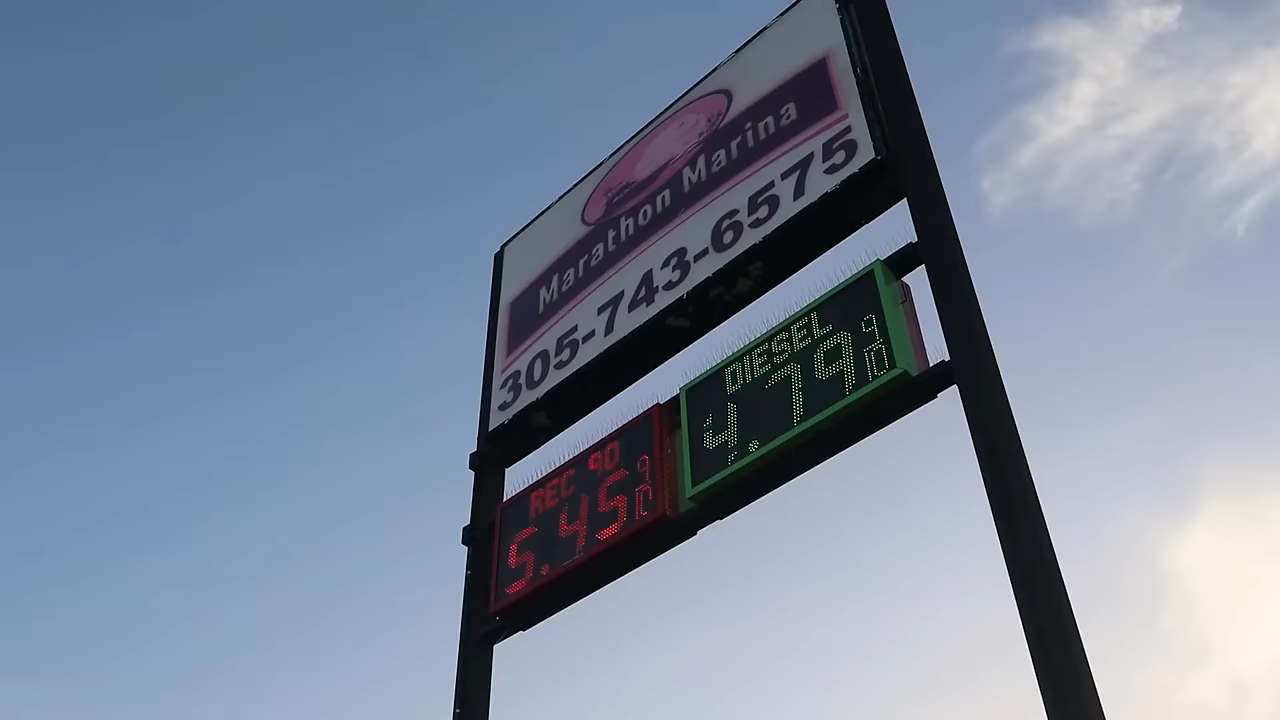 Marathon Marina
305-743-6575
DIESEL
4.79 9/10
REC 90
5.45 9/10